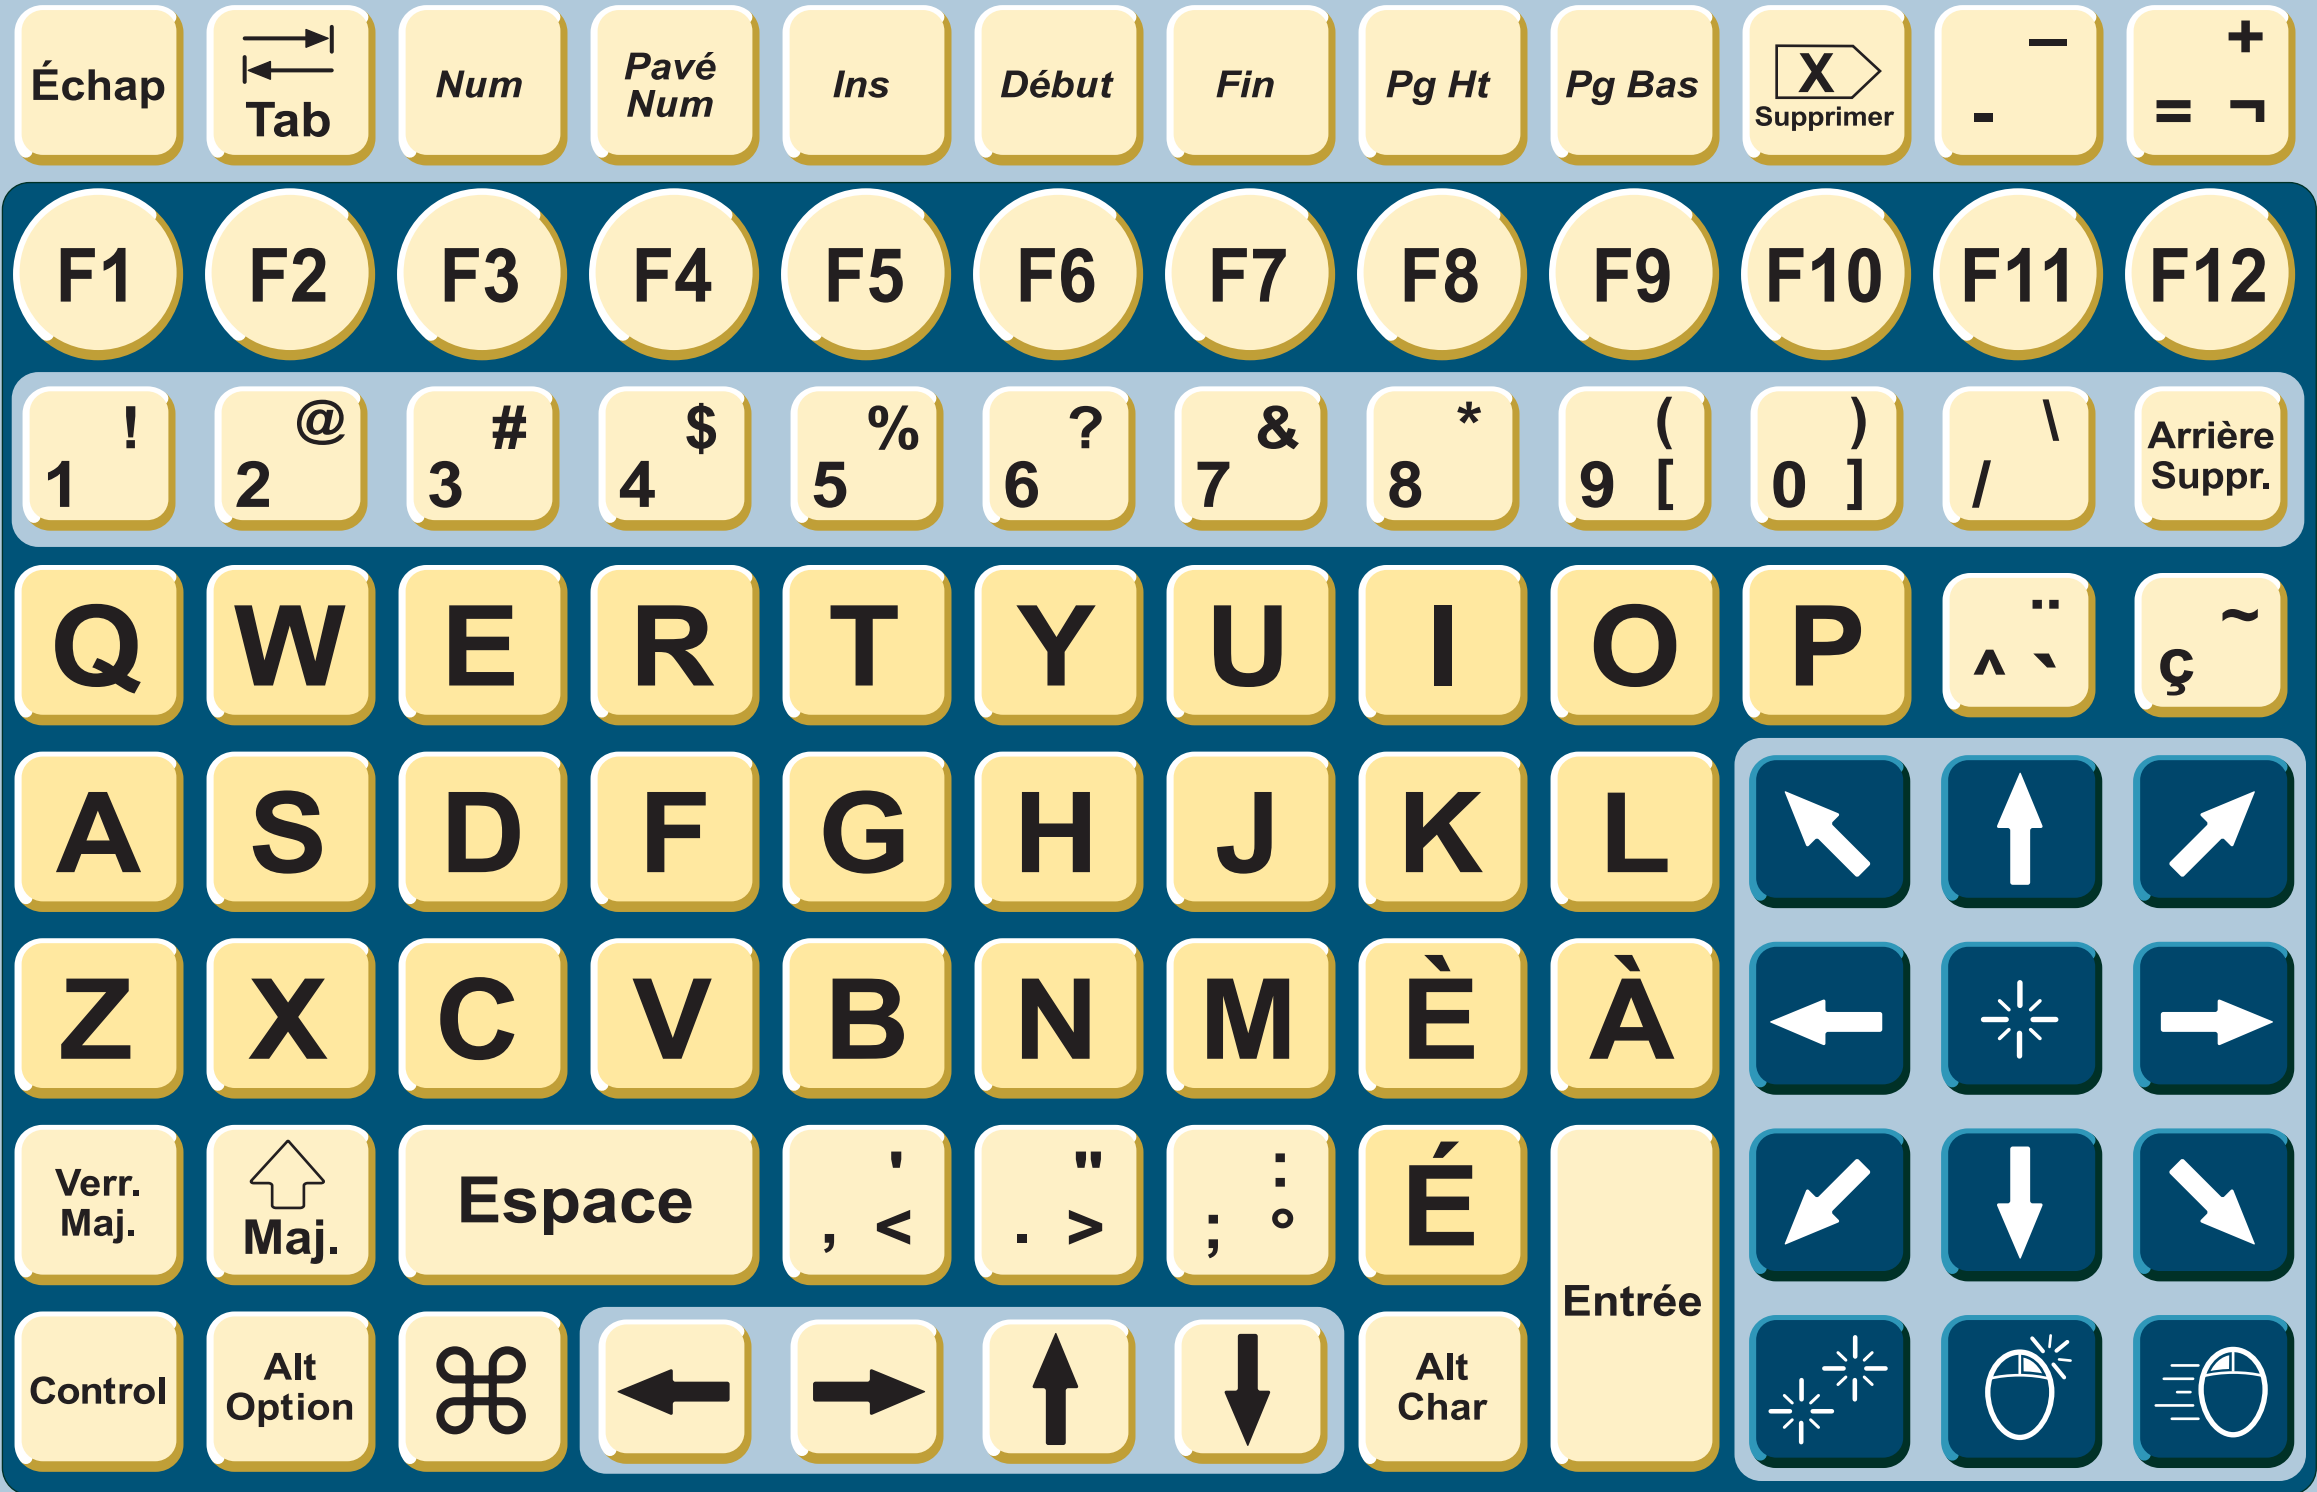 Échap Tab Num Pavé Num Ins Début Fin Pg Ht Pg Bas X Supprimer – - + = ¬
F1 F2 F3 F4 F5 F6 F7 F8 F9 F10 F11 F12
! 1 @ 2 # 3 $ 4 % 5 ? 6 & 7 * 8 ( 9 [ ) 0 ] \ / Arrière Suppr.
Q W E R T Y U I O P ¨ ^ ` ~ ç
A S D F G H J K L
Z X C V B N M È À
Verr. Maj. Maj. Espace ' , < " . > : ; ° É Entrée
Control Alt Option ⌘ Alt Char